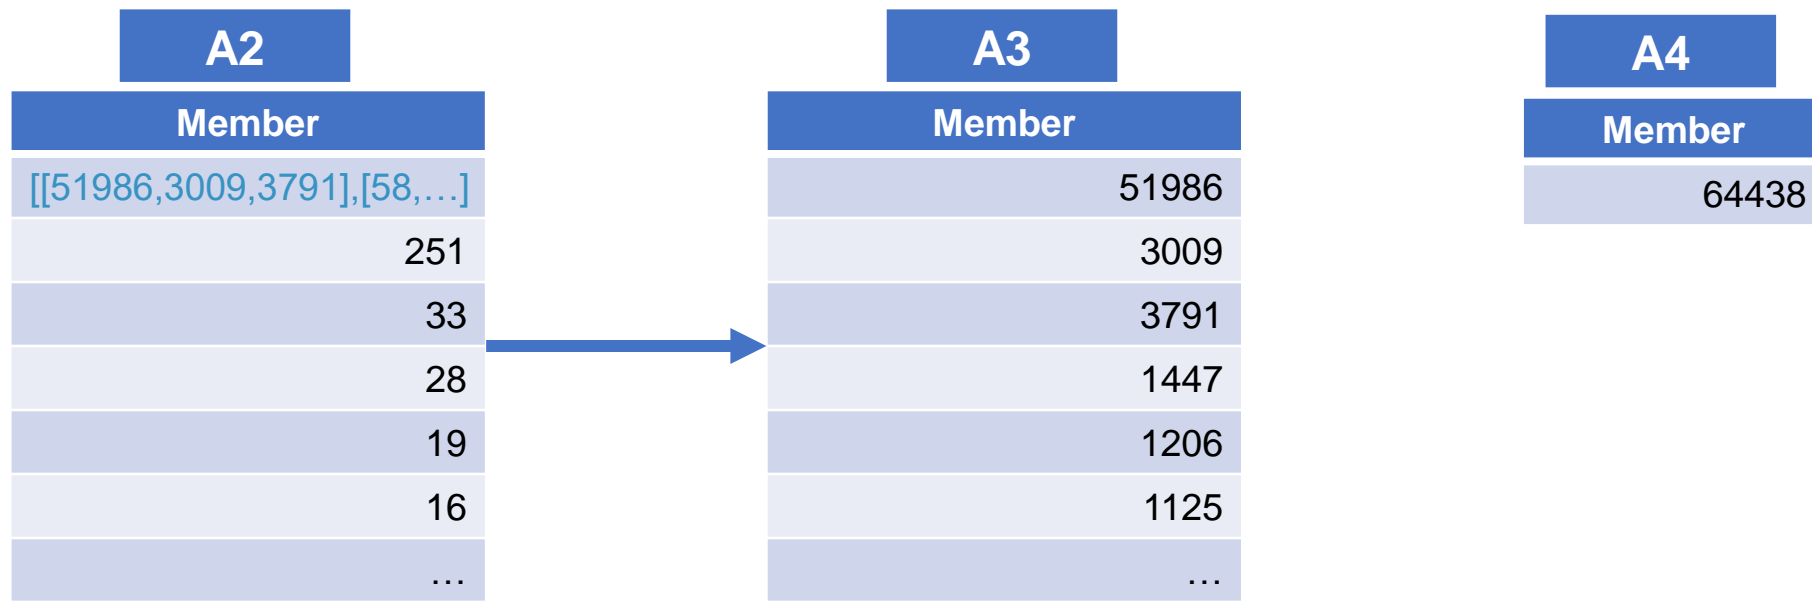 A2
A3
A4
Member
Member
Member
[[51986,3009,3791],[58,…]
51986
64438
251
3009
33
3791
28
1447
19
1206
16
1125
…
…